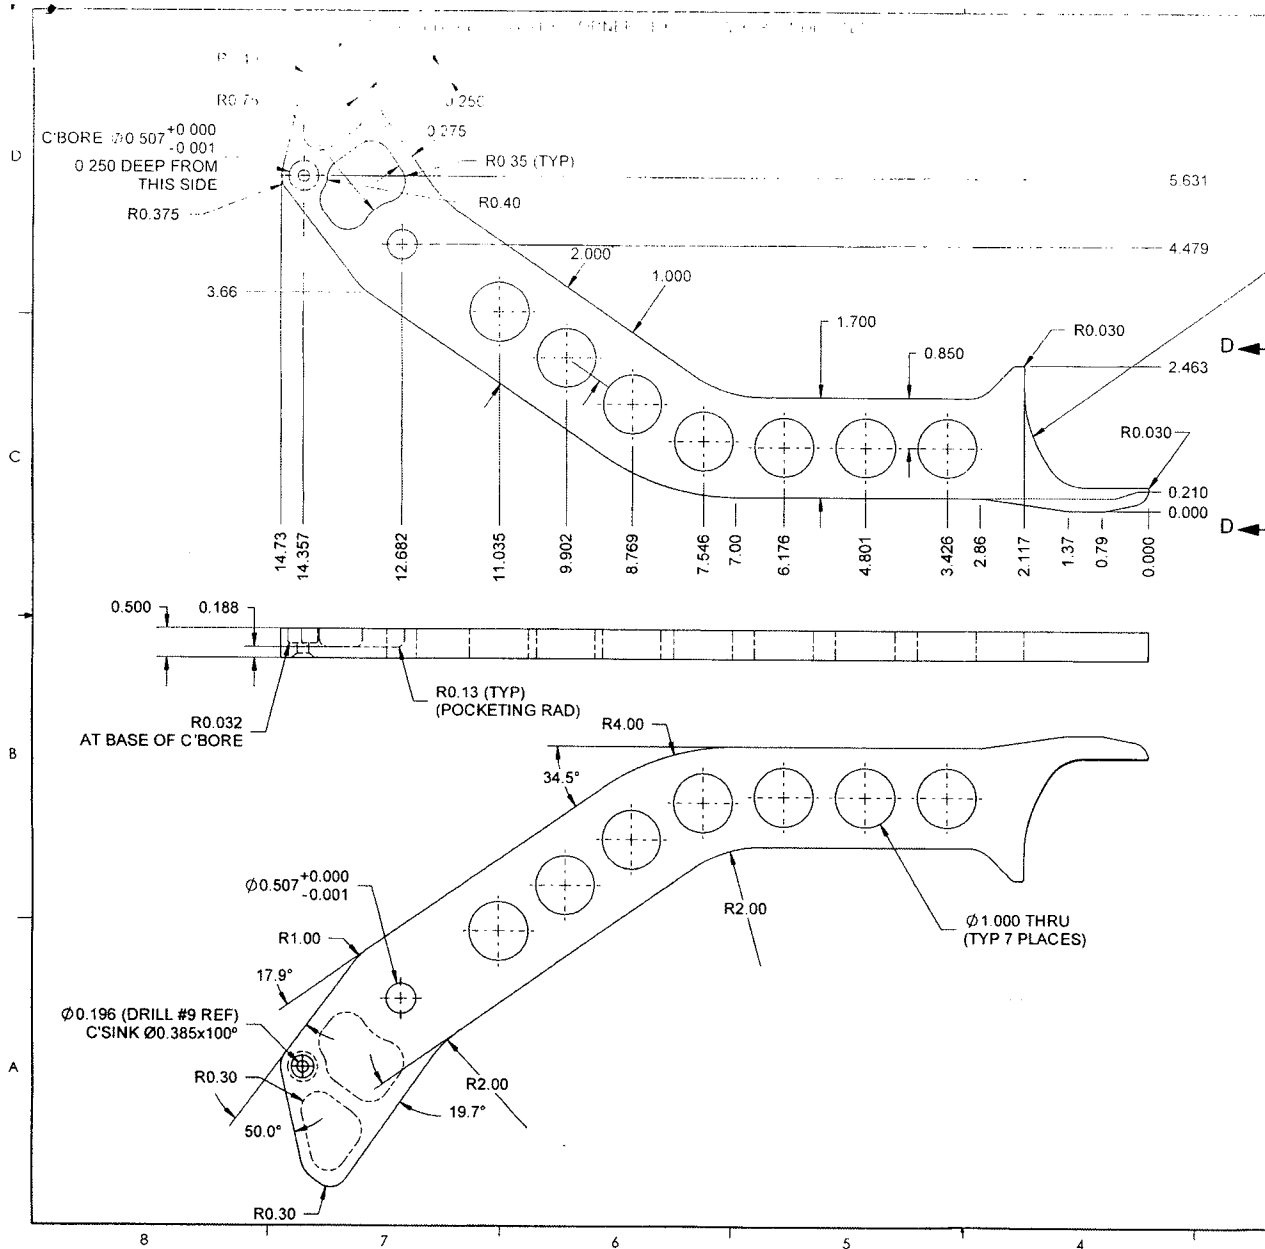 R0.75
0.250
0.275
C'BORE Ø0.507 +0.000
-0.001
0.250 DEEP FROM
THIS SIDE
R0.35 (TYP)
R0.375
R0.40
5.631
4.479
2.000
1.000
3.66
1.700
0.850
R0.030
D
2.463
R0.030
0.210
0.000
D
14.73
14.357
12.682
11.035
9.902
8.769
7.546
7.00
6.176
4.801
3.426
2.86
2.117
1.37
0.79
0.000
0.500
0.188
R0.13 (TYP)
(POCKETING RAD)
R0.032
AT BASE OF C'BORE
R4.00
34.5°
Ø0.507 +0.000
-0.001
R2.00
Ø1.000 THRU
(TYP 7 PLACES)
R1.00
17.9°
Ø0.196 (DRILL #9 REF)
C'SINK Ø0.385x100°
R0.30
R2.00
19.7°
50.0°
R0.30
D
C
B
A
8
7
6
5
4